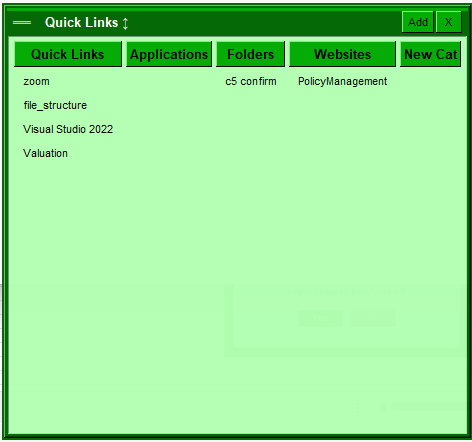 Quick Links ↕ Add X
Quick Links Applications Folders Websites New Cat
zoom c5 confirm PolicyManagement
file_structure
Visual Studio 2022
Valuation